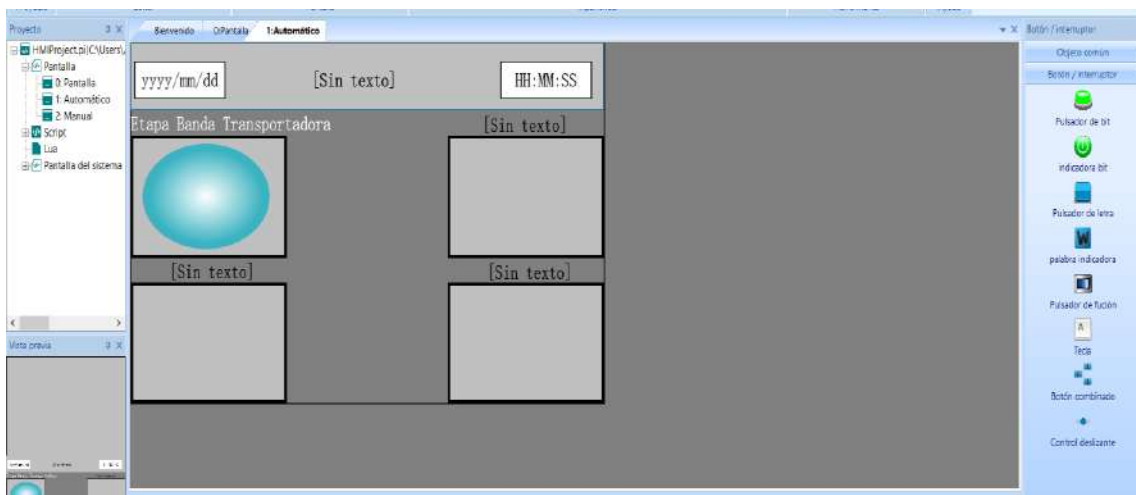 Proyecto
Bienvenido
0:Pantalla
1:Automático
Botón / interruptor
HMIProject.pi(C:\Users\
Pantalla
0: Pantalla
1: Automático
2: Manual
Script
Lua
Pantalla del sistema
yyyy/mm/dd
[Sin texto]
HH:MM:SS
Etapa Banda Transportadora
[Sin texto]
[Sin texto]
[Sin texto]
Objeto común
Botón / interruptor
Pulsador de bit
indicadora bit
Pulsador de letra
palabra indicadora
W
Pulsador de fución
A
Tecla
Botón combinado
Control deslizante
Vista previa